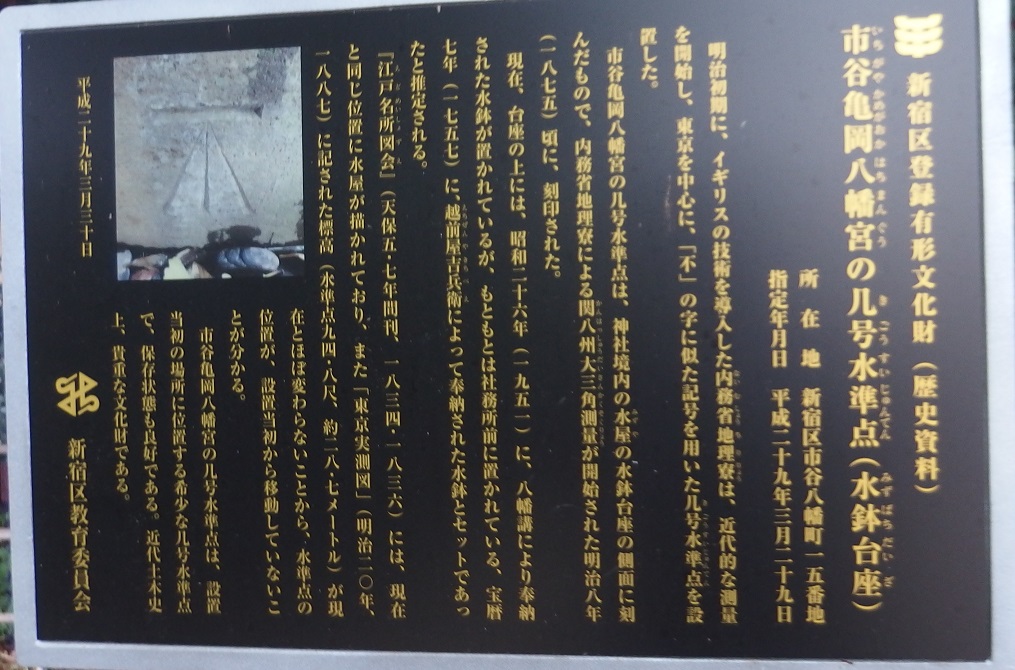 新宿区登録有形文化財（歴史資料）
市谷亀岡八幡宮の几号水準点（水鉢台座）
所在地　新宿区市谷八幡町一五番地
指定年月日　平成二十九年三月二十九日
明治初期に、イギリスの技術を導入した内務省地理寮は、近代的な測量
を開始し、東京を中心に、「不」の字に似た記号を用いた几号水準点を設
置した。
市谷亀岡八幡宮の几号水準点は、神社境内の水屋の水鉢台座の側面に刻
んだもので、内務省地理寮による関八州大三角測量が開始された明治八年
（一八七五）頃に、刻印された。
現在、台座の上には、昭和二十六年（一九五一）に、八幡講により奉納
された水鉢が置かれているが、もともとは社務所前に置かれている、宝暦
七年（一七五七）に、越前屋吉兵衛によって奉納された水鉢とセットであっ
たと推定される。
『江戸名所図会』（天保五・七年間刊、一八三四・一八三六）には、現在
と同じ位置に水屋が描かれており、また「東京実測図」（明治二〇年、
一八八七）に記された標高（水準点九四・八尺、約二八・七メートル）が現
在とほぼ変わらないことから、水準点の
位置が、設置当初から移動していないこ
とが分かる。
市谷亀岡八幡宮の几号水準点は、設置
当初の場所に位置する希少な几号水準点
で、保存状態も良好である。近代土木史
上、貴重な文化財である。
平成二十九年三月三十日
新宿区教育委員会